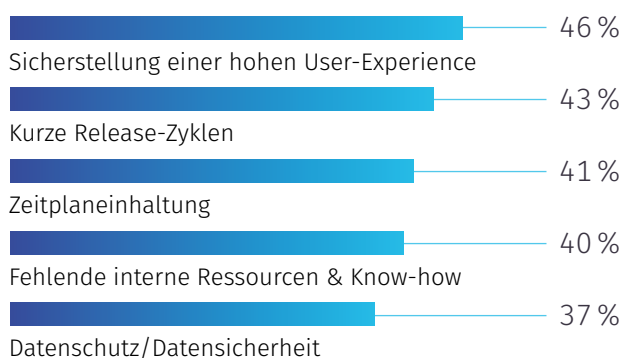 46 %
Sicherstellung einer hohen User-Experience
43 %
Kurze Release-Zyklen
41 %
Zeitplaneinhaltung
40 %
Fehlende interne Ressourcen & Know-how
37 %
Datenschutz/Datensicherheit